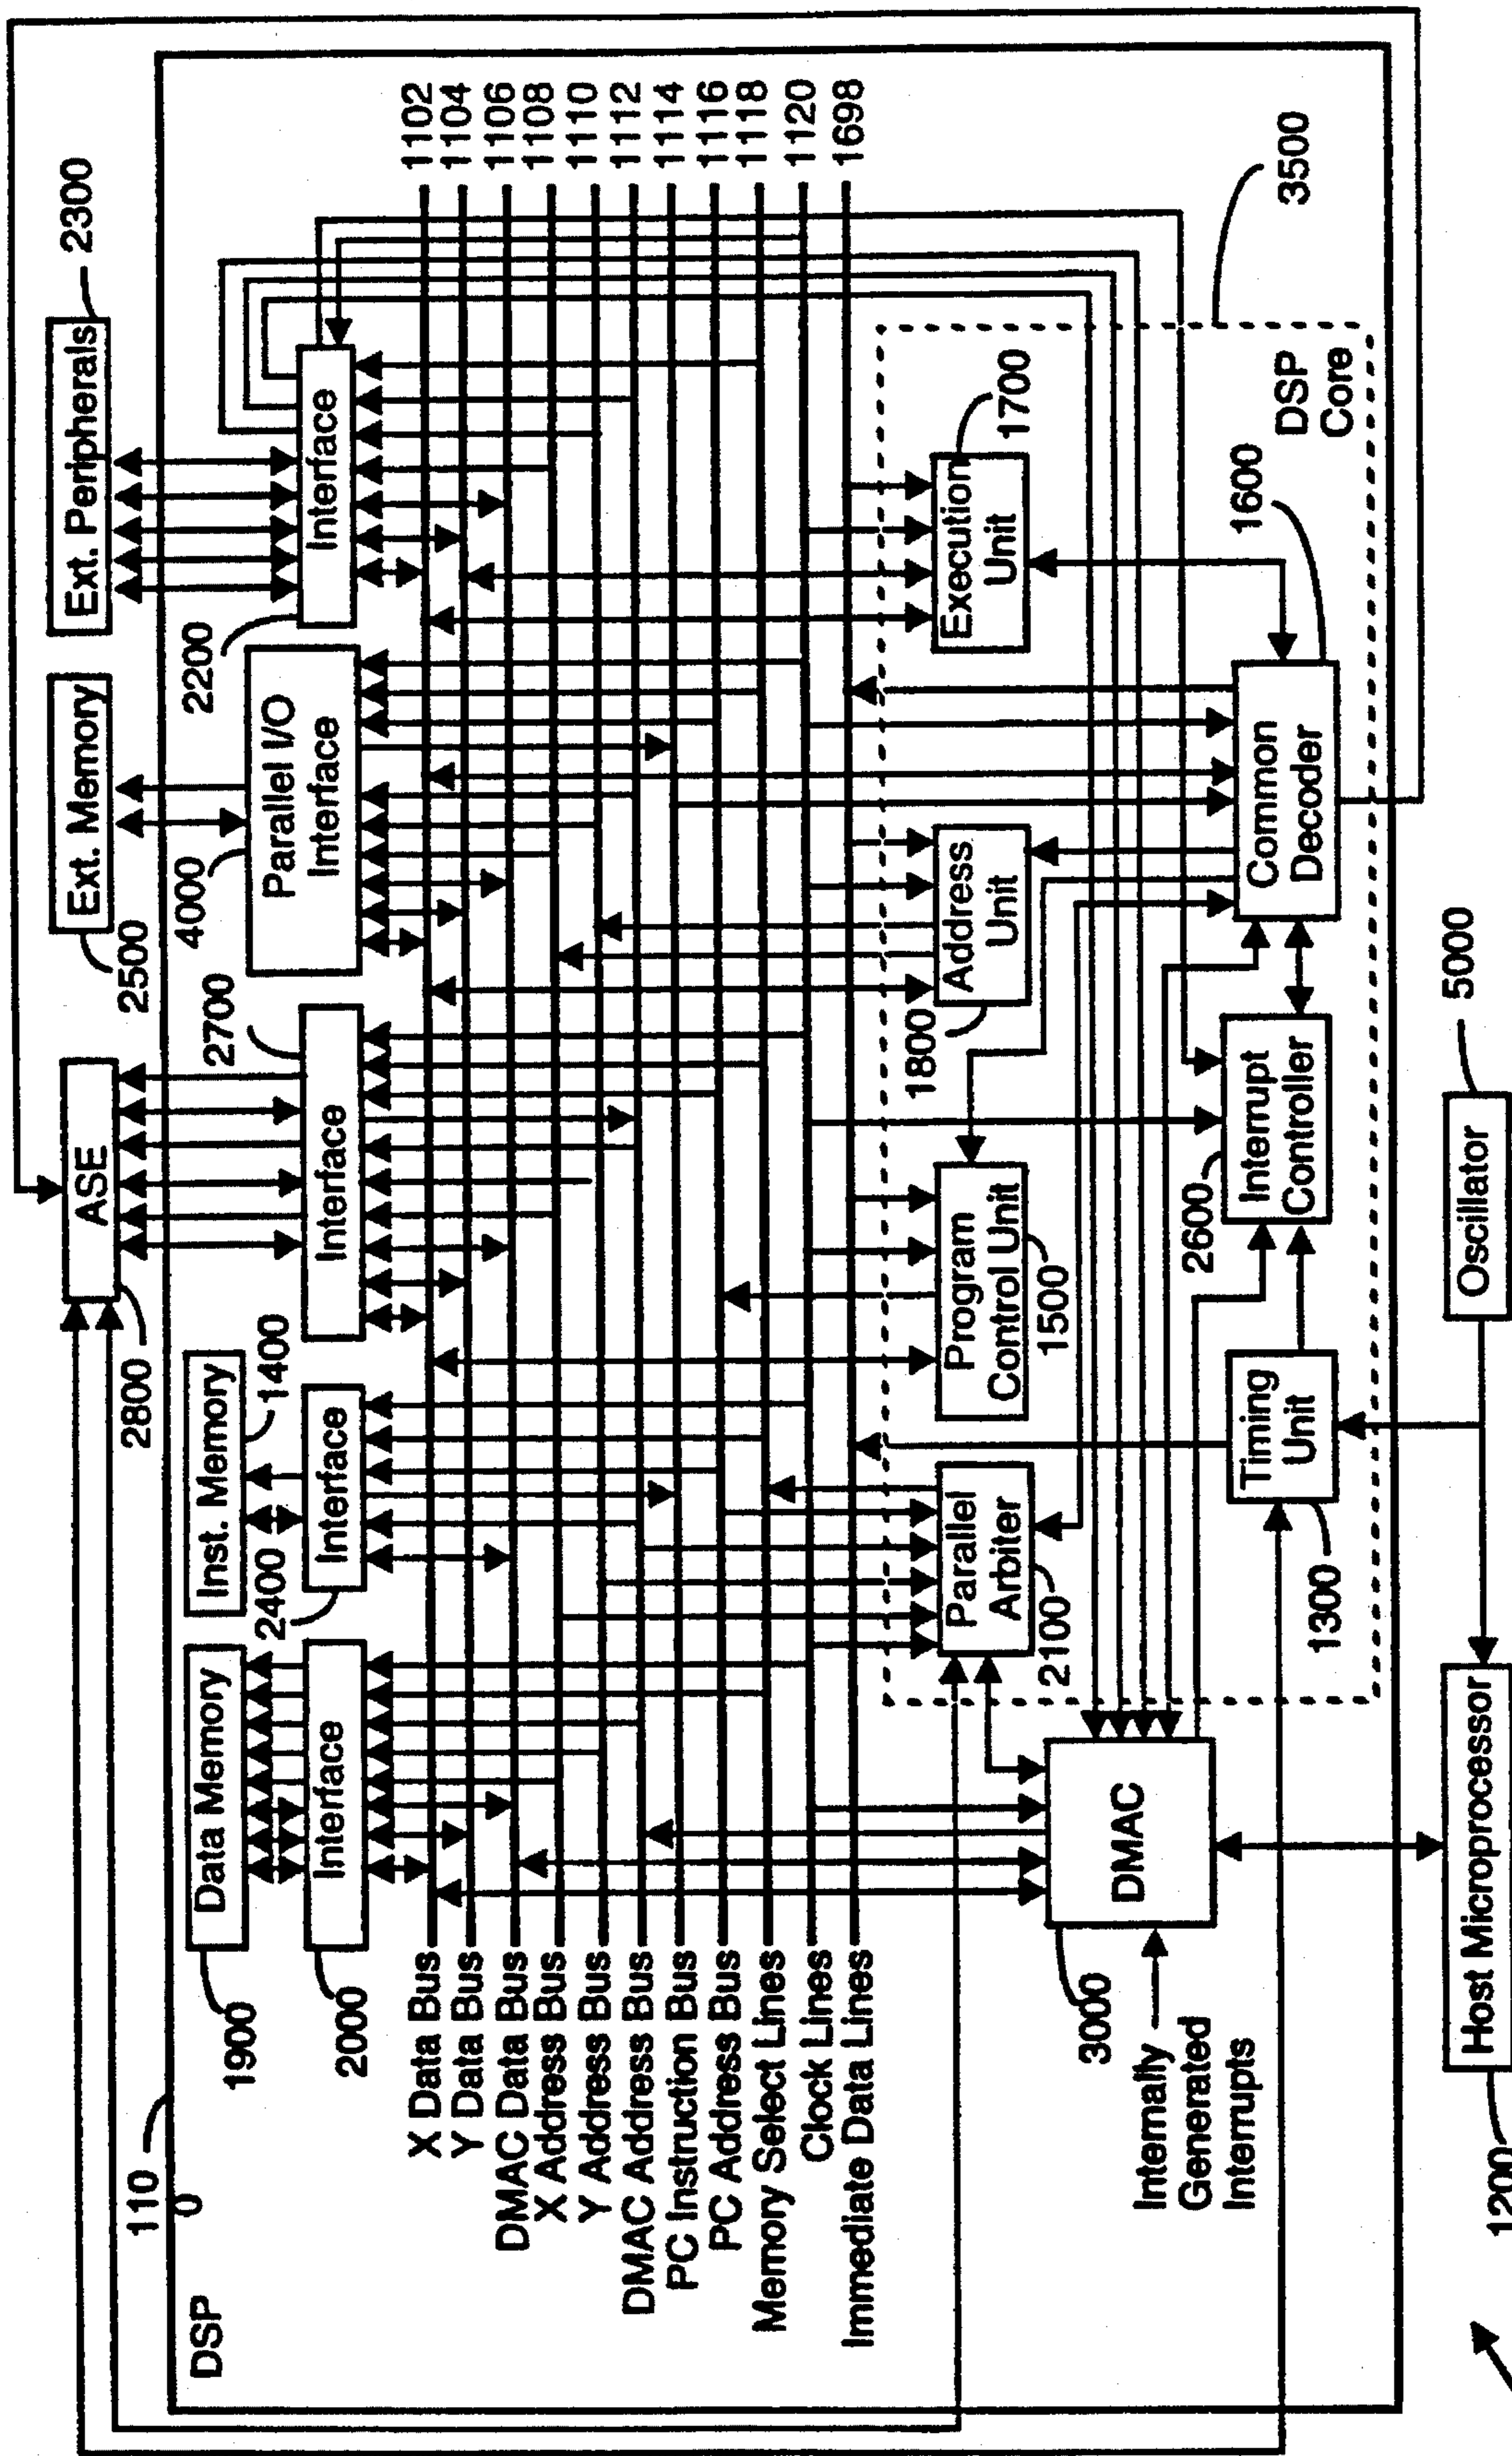 2800
ASE
2500
Ext. Memory
Ext. Peripherals
2300
110
0
DSP
1900
Data Memory
Inst. Memory
1400
2700
4000
Parallel I/O
Interface
2200
2000
Interface
2400
Interface
Interface
Interface
X Data Bus
1102
Y Data Bus
1104
DMAC Data Bus
1106
X Address Bus
1108
Y Address Bus
1110
DMAC Address Bus
1112
PC Instruction Bus
1114
PC Address Bus
1116
Memory Select Lines
1118
Clock Lines
1120
Immediate Data Lines
1698
3000
DMAC
Internally
Generated
Interrupts
2100
Parallel
Arbiter
Program
Control Unit
1500
1800
Address
Unit
Execution
Unit
1700
1300
Timing
Unit
2600
Interrupt
Controller
Common
Decoder
1600
DSP
Core
3500
1200
Host Microprocessor
Oscillator
5000